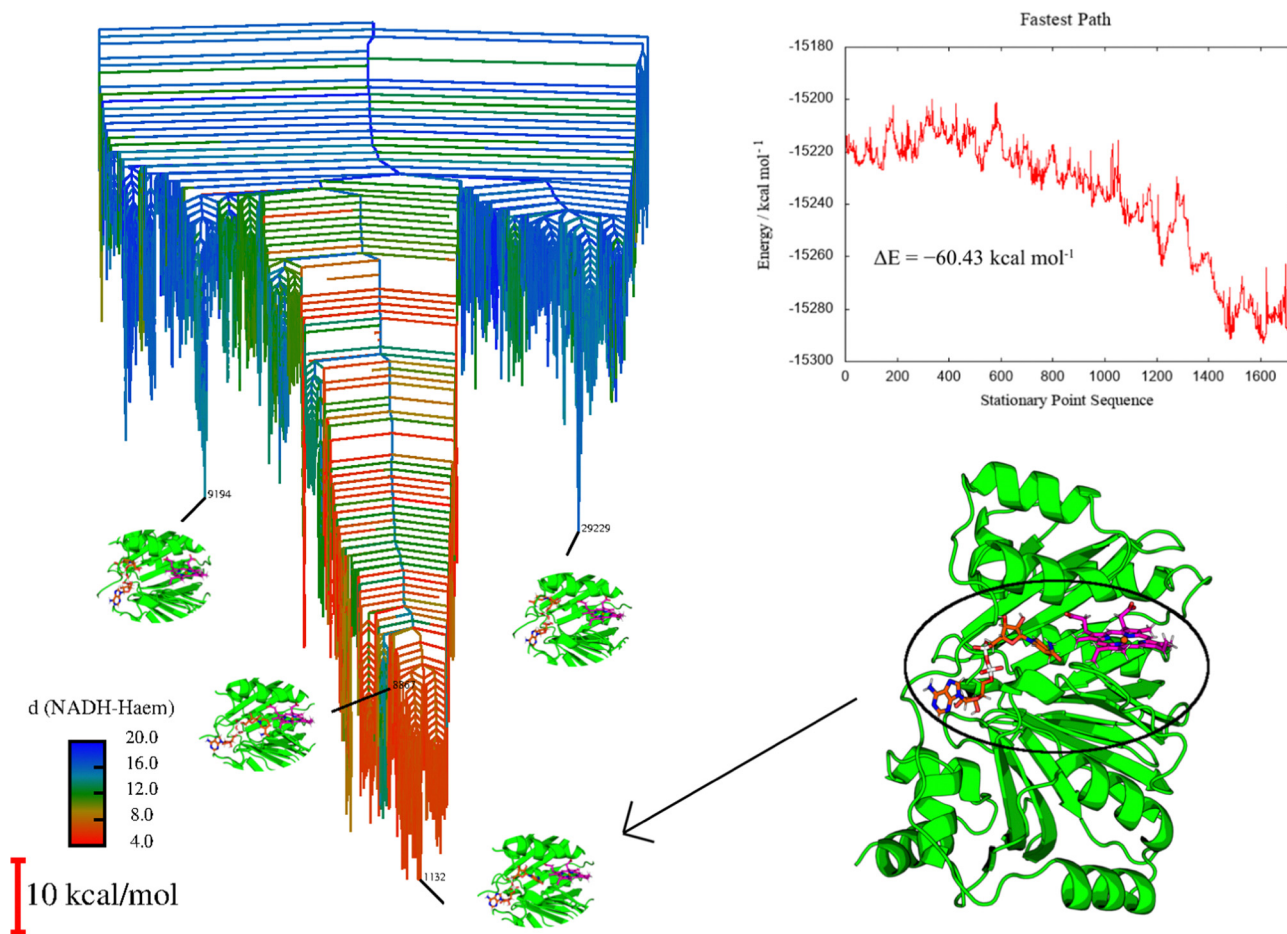 Fastest Path
-15180
-15200
-15220
-15240
-15260
-15280
-15300
Energy / kcal mol⁻¹
ΔE = −60.43 kcal mol⁻¹
0 200 400 600 800 1000 1200 1400 1600
Stationary Point Sequence
9194
29229
8867
1132
d (NADH-Haem)
20.0
16.0
12.0
8.0
4.0
10 kcal/mol